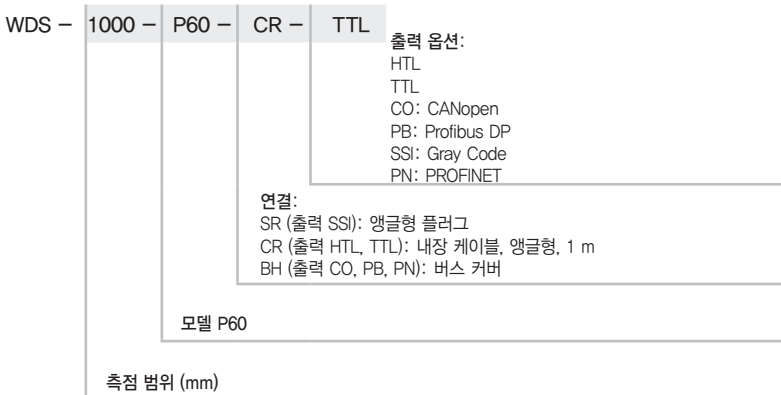 WDS - 1000 - P60 - CR - TTL
출력 옵션:
HTL
TTL
CO: CANopen
PB: Profibus DP
SSI: Gray Code
PN: PROFINET
연결:
SR (출력 SSI): 앵글형 플러그
CR (출력 HTL, TTL): 내장 케이블, 앵글형, 1 m
BH (출력 CO, PB, PN): 버스 커버
모델 P60
측점 범위 (mm)